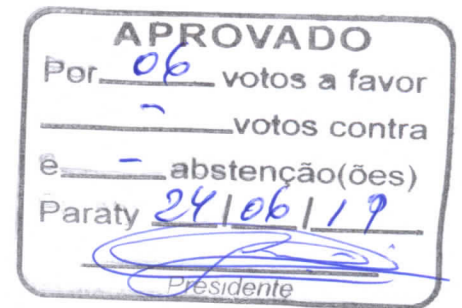 APROVADO
Por 06 votos a favor
- votos contra
e - abstenção(ões)
Paraty 24/06/19
Presidente